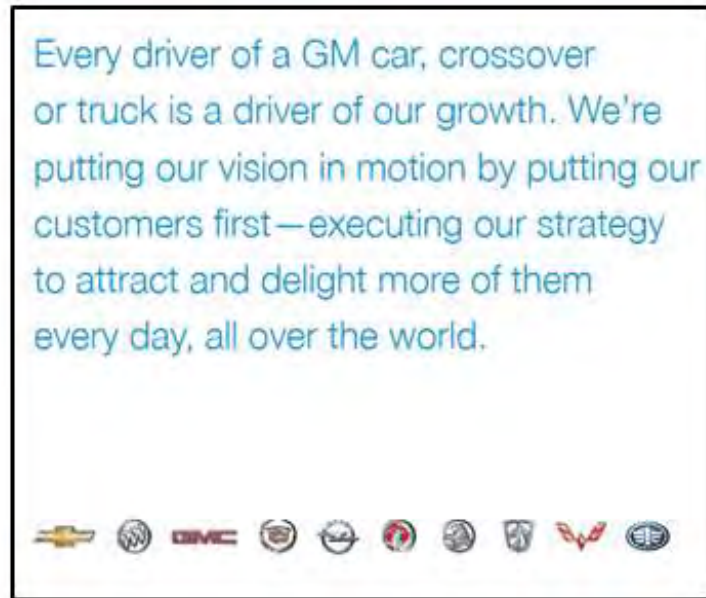 Every driver of a GM car, crossover
or truck is a driver of our growth. We're
putting our vision in motion by putting our
customers first—executing our strategy
to attract and delight more of them
every day, all over the world.
GMC